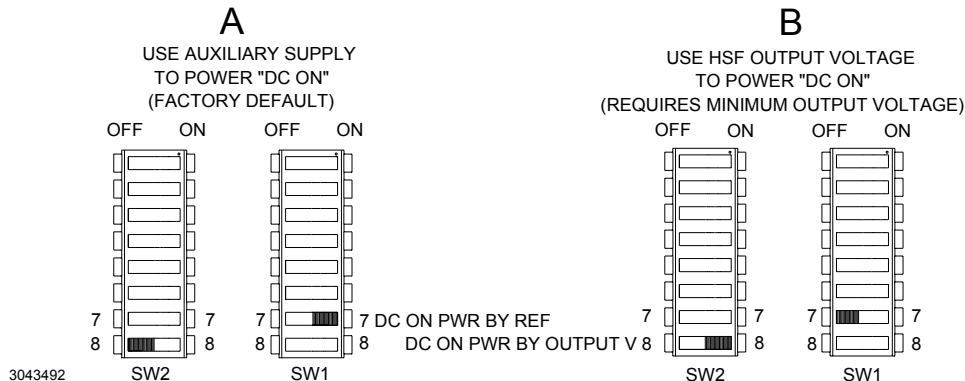 A
USE AUXILIARY SUPPLY
TO POWER "DC ON"
(FACTORY DEFAULT)
OFF ON OFF ON
7 7 7 7 DC ON PWR BY REF
8 8 8 8
SW2 SW1
B
USE HSF OUTPUT VOLTAGE
TO POWER "DC ON"
(REQUIRES MINIMUM OUTPUT VOLTAGE)
OFF ON OFF ON
7 7 7 7
DC ON PWR BY OUTPUT V 8 8 8 8
SW2 SW1
3043492